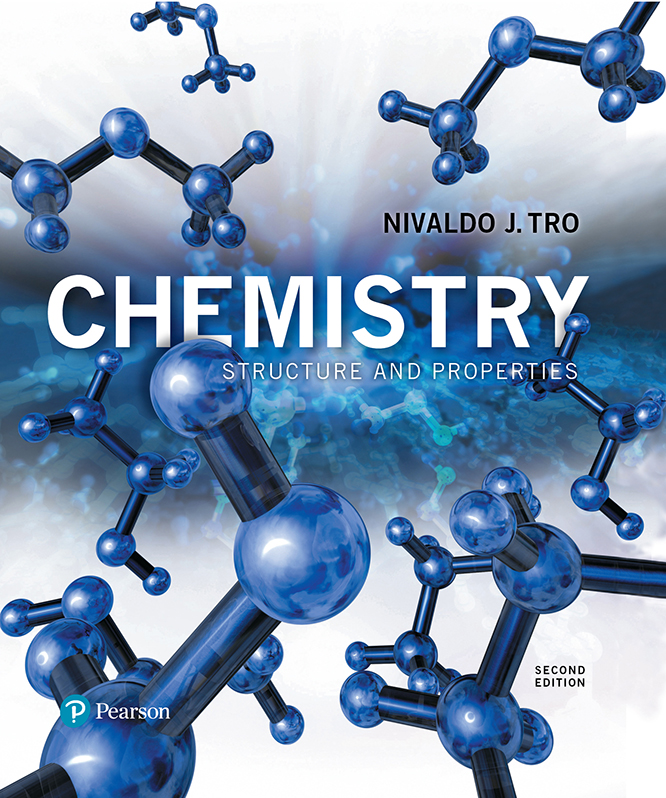 NIVALDO J. TRO
CHEMISTRY
STRUCTURE AND PROPERTIES
SECOND
EDITION
P Pearson